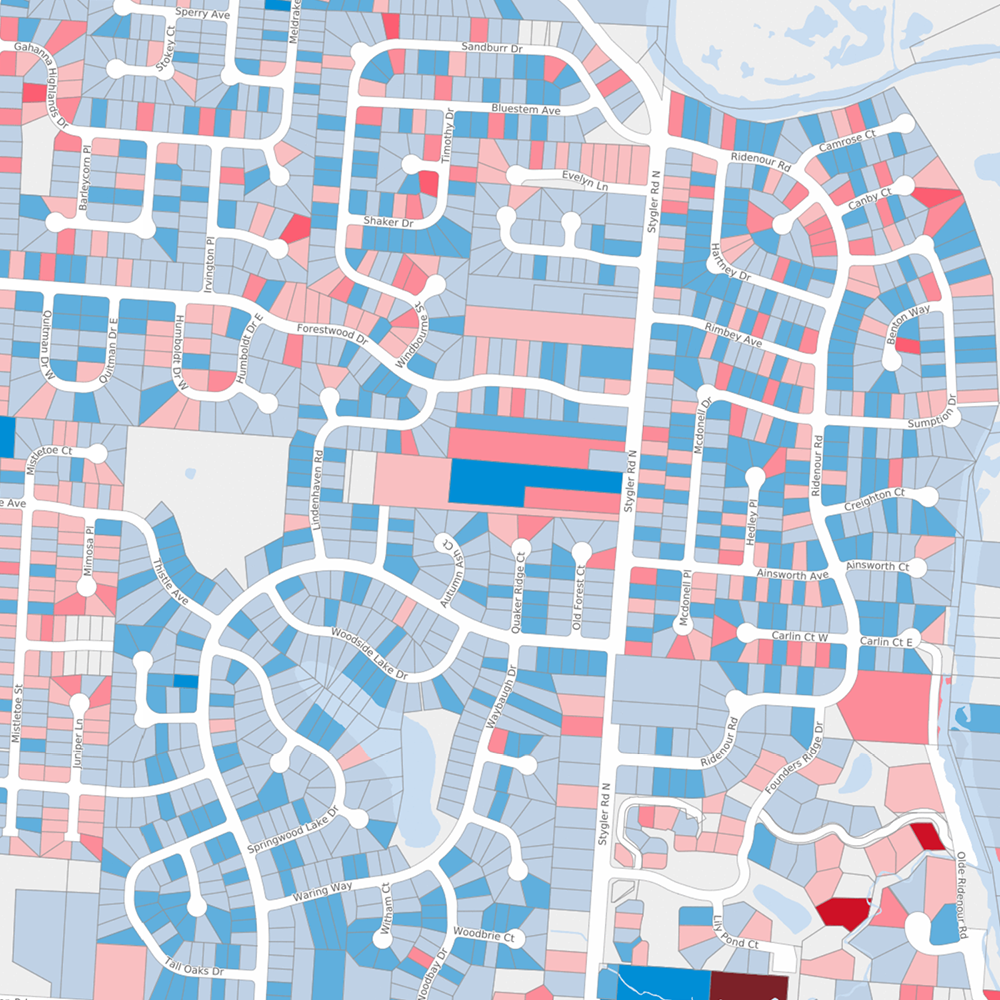 Sperry Ave
Meldrake
Stokey Ct
Gahanna Highlands Dr
Sandburr Dr
Bluestem Ave
Timothy Dr
Camrose Ct
Ridenour Rd
Barleycorn Pl
Evelyn Ln
Canby Ct
Stygler Rd N
Shaker Dr
Irvington Pl
Hartney Dr
Benton Way
Quitman Dr W
Quitman Dr E
Humboldt Dr W
Humboldt Dr E
Forestwood Dr
Windbourne S
Rimbey Ave
McDonell Dr
Sumption Dr
Mistletoe Ct
Lindenhaven Rd
Stygler Rd N
Ridenour Rd
e Ave
Creighton Ct
Hedley Pl
Mimosa Pl
Ct
Autumn Ash
Quaker Ridge Ct
Old Forest Ct
Thistle Ave
Ainsworth Ave
Ainsworth Ct
McDonell Pl
Woodside Lake Dr
Carlin Ct W
Carlin Ct E
Mistletoe St
Juniper Ln
Waybaugh Dr
Ridenour Rd
Founders Ridge Dr
Stygler Rd N
Springwood Lake Dr
Olde Ridenour Rd
Waring Way
Witham Ct
Woodbrie Ct
Lily Pond Ct
Tall Oaks Dr
Woodbay Dr